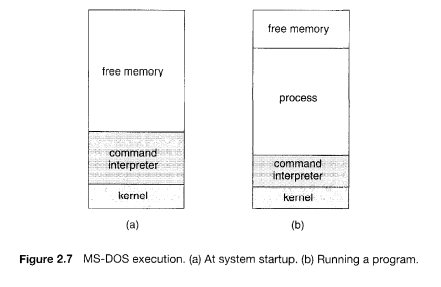 free memory
command
interpreter
kernel
(a)
free memory
process
command
interpreter
kernel
(b)
Figure 2.7 MS-DOS execution. (a) At system startup. (b) Running a program.